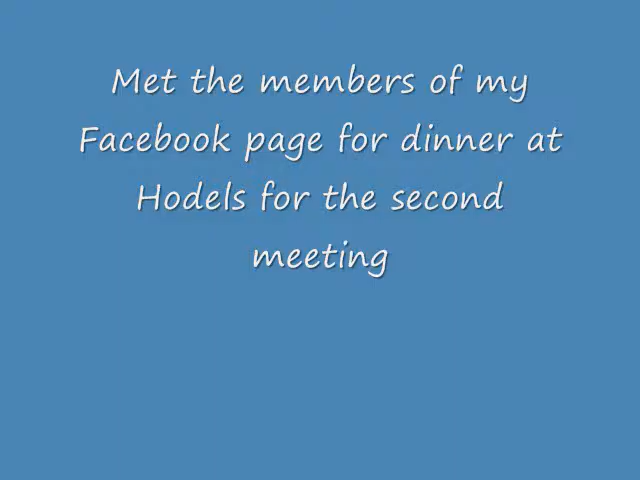 Met the members of my
Facebook page for dinner at
Hodels for the second
meeting